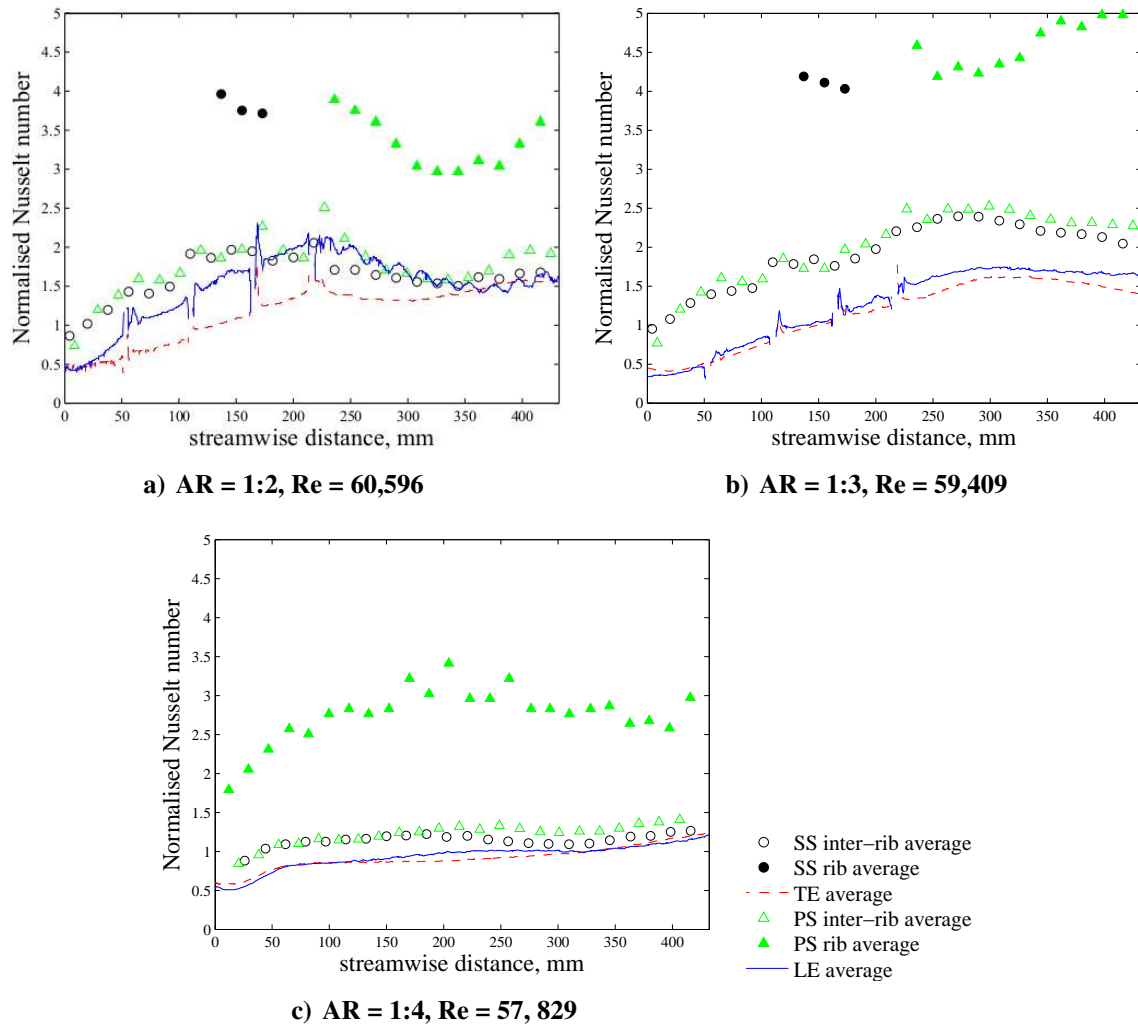 5
4.5
4
3.5
3
2.5
2
1.5
1
0.5
0
Normalised Nusselt number
0 50 100 150 200 250 300 350 400
streamwise distance, mm
a) AR = 1:2, Re = 60,596
5
4.5
4
3.5
3
2.5
2
1.5
1
0.5
0
Normalised Nusselt number
0 50 100 150 200 250 300 350 400
streamwise distance, mm
b) AR = 1:3, Re = 59,409
5
4.5
4
3.5
3
2.5
2
1.5
1
0.5
0
Normalised Nusselt number
0 50 100 150 200 250 300 350 400
streamwise distance, mm
c) AR = 1:4, Re = 57, 829
SS inter−rib average
SS rib average
TE average
PS inter−rib average
PS rib average
LE average